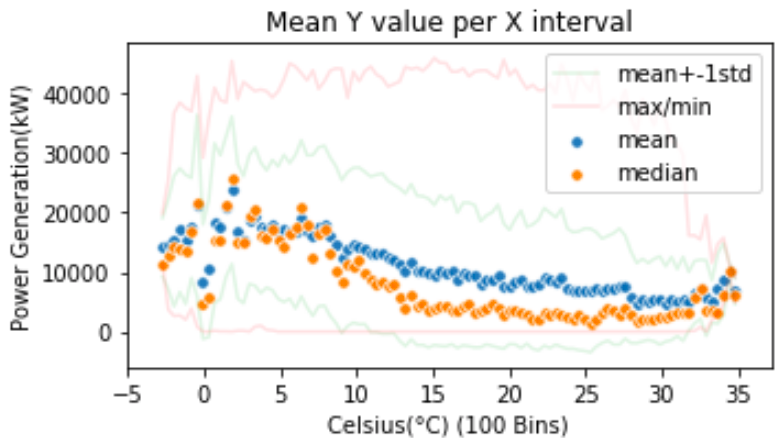 Mean Y value per X interval
mean+-1std
max/min
mean
median
Power Generation(kW)
40000
30000
20000
10000
0
−5
0
5
10
15
20
25
30
35
Celsius(°C) (100 Bins)